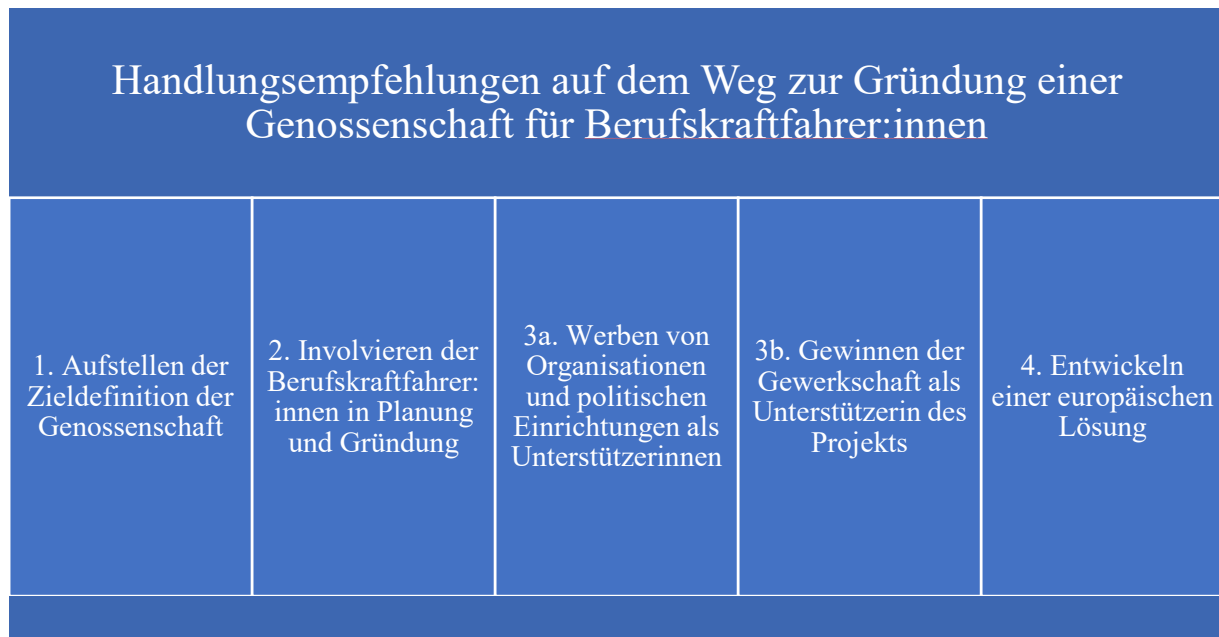 Handlungsempfehlungen auf dem Weg zur Gründung einer
Genossenschaft für Berufskraftfahrer:innen
1. Aufstellen der
Zieldefinition der
Genossenschaft
2. Involvieren der
Berufskraftfahrer:
innen in Planung
und Gründung
3a. Werben von
Organisationen
und politischen
Einrichtungen als
Unterstützerinnen
3b. Gewinnen der
Gewerkschaft als
Unterstützerin des
Projekts
4. Entwickeln
einer europäischen
Lösung